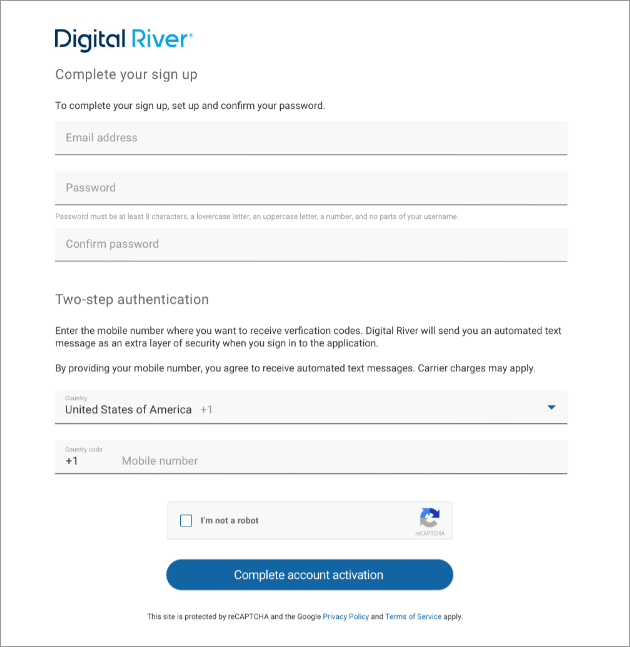 Digital River®
Complete your sign up
To complete your sign up, set up and confirm your password.
Email address
Password
Password must be at least 8 characters, a lowercase letter, an uppercase letter, a number, and no parts of your username.
Confirm password
Two-step authentication
Enter the mobile number where you want to receive verfication codes. Digital River will send you an automated text
message as an extra layer of security when you sign in to the application.
By providing your mobile number, you agree to receive automated text messages. Carrier charges may apply.
Country
United States of America +1
Country code
+1 Mobile number
I'm not a robot
reCAPTCHA
Complete account activation
This site is protected by reCAPTCHA and the Google Privacy Policy and Terms of Service apply.